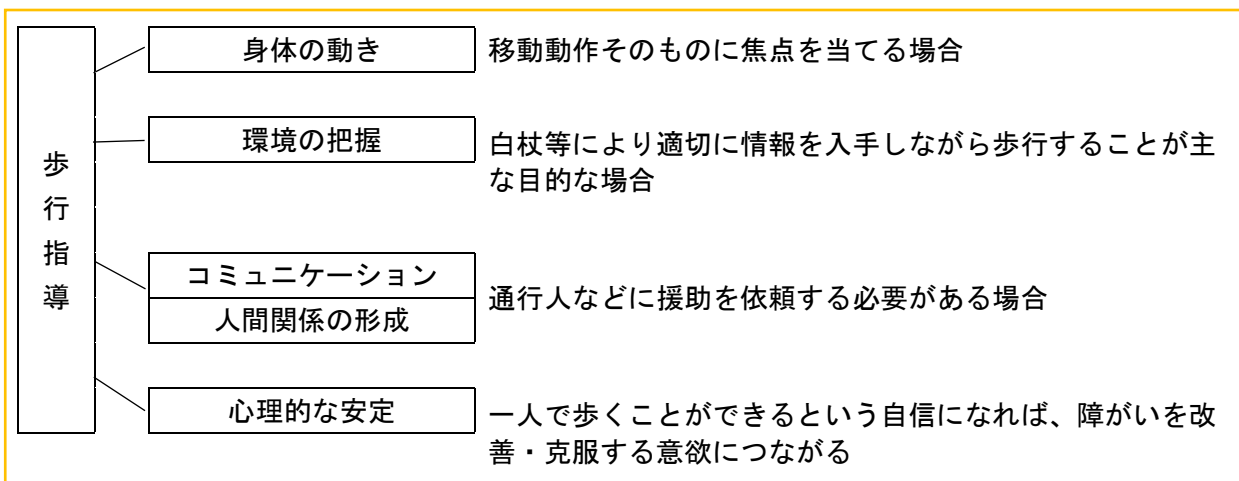 歩行指導
身体の動き
移動動作そのものに焦点を当てる場合
環境の把握
白杖等により適切に情報を入手しながら歩行することが主
な目的な場合
コミュニケーション
人間関係の形成
通行人などに援助を依頼する必要がある場合
心理的な安定
一人で歩くことができるという自信になれば、障がいを改
善・克服する意欲につながる